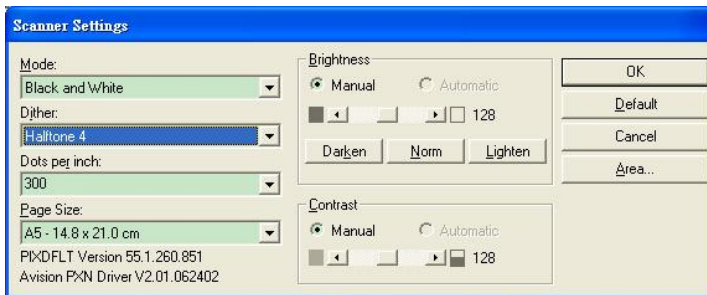 Scanner Settings
Mode:
Black and White
Dither:
Halftone 4
Dots per inch:
300
Page Size:
A5 - 14.8 x 21.0 cm
PIXDFLT Version 55.1.260.851
Avision PXN Driver V2.01.062402
Brightness
Manual Automatic
128
Darken Norm Lighten
Contrast
Manual Automatic
128
OK
Default
Cancel
Area...